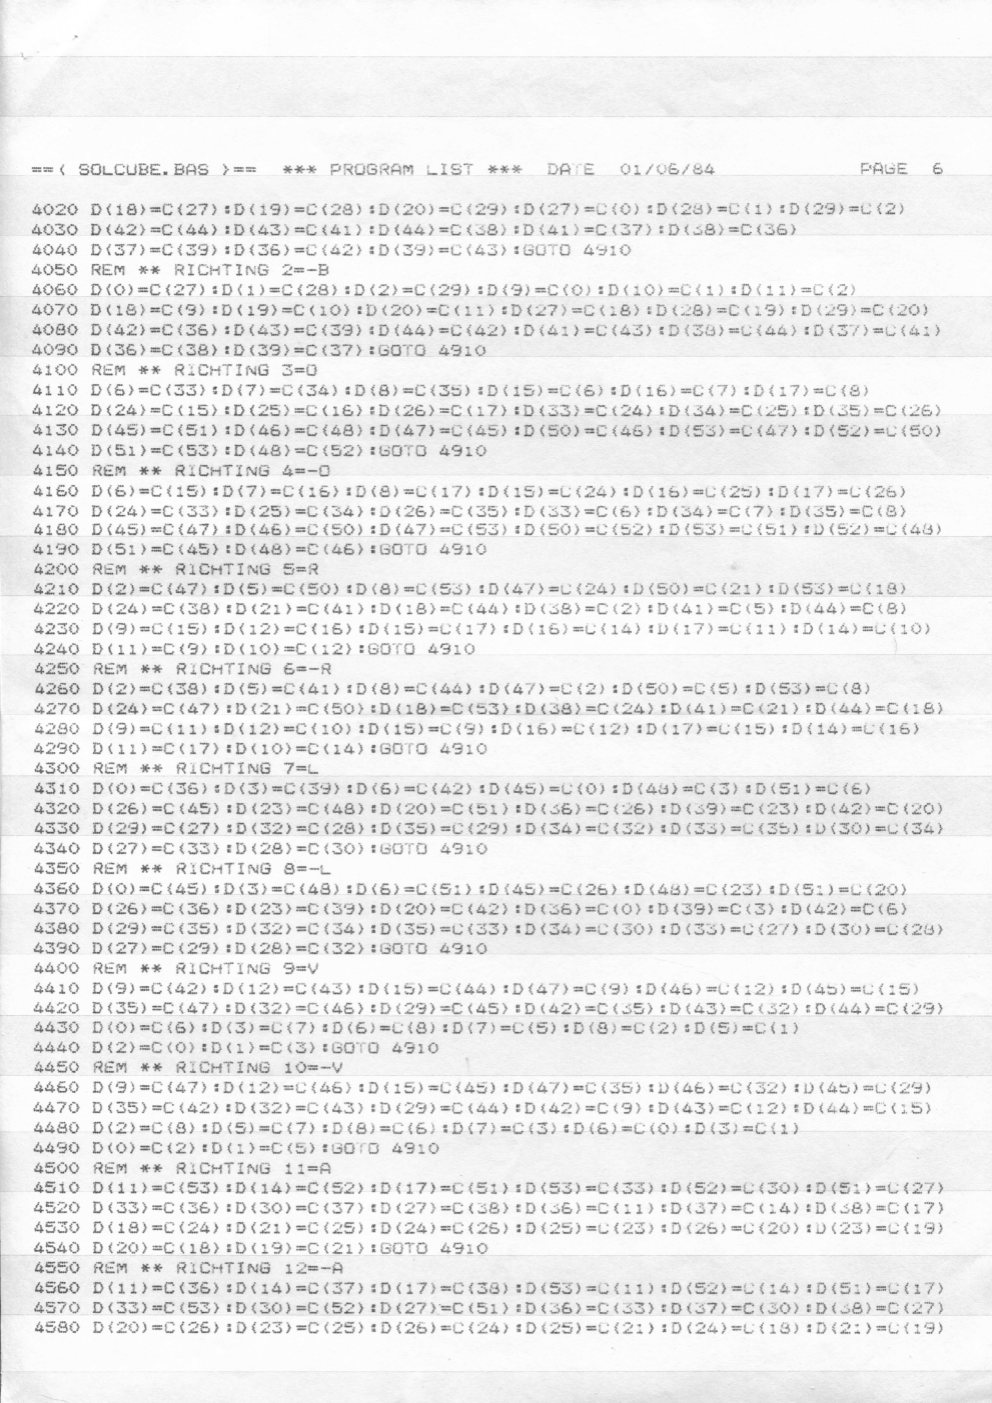 ==( SOLCUBE.BAS )== *** PROGRAM LIST *** DATE 01/06/84 PAGE 6
4020 D(18)=C(27):D(19)=C(28):D(20)=C(29):D(27)=C(0):D(28)=C(1):D(29)=C(2)
4030 D(42)=C(44):D(43)=C(41):D(44)=C(38):D(41)=C(37):D(38)=C(36)
4040 D(37)=C(39):D(36)=C(42):D(39)=C(43):GOTO 4910
4050 REM ** RICHTING 2=-B
4060 D(0)=C(27):D(1)=C(28):D(2)=C(29):D(9)=C(0):D(10)=C(1):D(11)=C(2)
4070 D(18)=C(9):D(19)=C(10):D(20)=C(11):D(27)=C(18):D(28)=C(19):D(29)=C(20)
4080 D(42)=C(36):D(43)=C(39):D(44)=C(42):D(41)=C(43):D(38)=C(44):D(37)=C(41)
4090 D(36)=C(38):D(39)=C(37):GOTO 4910
4100 REM ** RICHTING 3=O
4110 D(6)=C(33):D(7)=C(34):D(8)=C(35):D(15)=C(6):D(16)=C(7):D(17)=C(8)
4120 D(24)=C(15):D(25)=C(16):D(26)=C(17):D(33)=C(24):D(34)=C(25):D(35)=C(26)
4130 D(45)=C(51):D(46)=C(48):D(47)=C(45):D(50)=C(46):D(53)=C(47):D(52)=C(50)
4140 D(51)=C(53):D(48)=C(52):GOTO 4910
4150 REM ** RICHTING 4=-O
4160 D(6)=C(15):D(7)=C(16):D(8)=C(17):D(15)=C(24):D(16)=C(25):D(17)=C(26)
4170 D(24)=C(33):D(25)=C(34):D(26)=C(35):D(33)=C(6):D(34)=C(7):D(35)=C(8)
4180 D(45)=C(47):D(46)=C(50):D(47)=C(53):D(50)=C(52):D(53)=C(51):D(52)=C(48)
4190 D(51)=C(45):D(48)=C(46):GOTO 4910
4200 REM ** RICHTING 5=R
4210 D(2)=C(47):D(5)=C(50):D(8)=C(53):D(47)=C(24):D(50)=C(21):D(53)=C(18)
4220 D(24)=C(38):D(21)=C(41):D(18)=C(44):D(38)=C(2):D(41)=C(5):D(44)=C(8)
4230 D(9)=C(15):D(12)=C(16):D(15)=C(17):D(16)=C(14):D(17)=C(11):D(14)=C(10)
4240 D(11)=C(9):D(10)=C(12):GOTO 4910
4250 REM ** RICHTING 6=-R
4260 D(2)=C(38):D(5)=C(41):D(8)=C(44):D(47)=C(2):D(50)=C(5):D(53)=C(8)
4270 D(24)=C(47):D(21)=C(50):D(18)=C(53):D(38)=C(24):D(41)=C(21):D(44)=C(18)
4280 D(9)=C(11):D(12)=C(10):D(15)=C(9):D(16)=C(12):D(17)=C(15):D(14)=C(16)
4290 D(11)=C(17):D(10)=C(14):GOTO 4910
4300 REM ** RICHTING 7=L
4310 D(0)=C(36):D(3)=C(39):D(6)=C(42):D(45)=C(0):D(48)=C(3):D(51)=C(6)
4320 D(26)=C(45):D(23)=C(48):D(20)=C(51):D(36)=C(26):D(39)=C(23):D(42)=C(20)
4330 D(29)=C(27):D(32)=C(28):D(35)=C(29):D(34)=C(32):D(33)=C(35):D(30)=C(34)
4340 D(27)=C(33):D(28)=C(30):GOTO 4910
4350 REM ** RICHTING 8=-L
4360 D(0)=C(45):D(3)=C(48):D(6)=C(51):D(45)=C(26):D(48)=C(23):D(51)=C(20)
4370 D(26)=C(36):D(23)=C(39):D(20)=C(42):D(36)=C(0):D(39)=C(3):D(42)=C(6)
4380 D(29)=C(35):D(32)=C(34):D(35)=C(33):D(34)=C(30):D(33)=C(27):D(30)=C(28)
4390 D(27)=C(29):D(28)=C(32):GOTO 4910
4400 REM ** RICHTING 9=V
4410 D(9)=C(42):D(12)=C(43):D(15)=C(44):D(47)=C(9):D(46)=C(12):D(45)=C(15)
4420 D(35)=C(47):D(32)=C(46):D(29)=C(45):D(42)=C(35):D(43)=C(32):D(44)=C(29)
4430 D(0)=C(6):D(3)=C(7):D(6)=C(8):D(7)=C(5):D(8)=C(2):D(5)=C(1)
4440 D(2)=C(0):D(1)=C(3):GOTO 4910
4450 REM ** RICHTING 10=-V
4460 D(9)=C(47):D(12)=C(46):D(15)=C(45):D(47)=C(35):D(46)=C(32):D(45)=C(29)
4470 D(35)=C(42):D(32)=C(43):D(29)=C(44):D(42)=C(9):D(43)=C(12):D(44)=C(15)
4480 D(2)=C(8):D(5)=C(7):D(8)=C(6):D(7)=C(3):D(6)=C(0):D(3)=C(1)
4490 D(0)=C(2):D(1)=C(5):GOTO 4910
4500 REM ** RICHTING 11=A
4510 D(11)=C(53):D(14)=C(52):D(17)=C(51):D(53)=C(33):D(52)=C(30):D(51)=C(27)
4520 D(33)=C(36):D(30)=C(37):D(27)=C(38):D(36)=C(11):D(37)=C(14):D(38)=C(17)
4530 D(18)=C(24):D(21)=C(25):D(24)=C(26):D(25)=C(23):D(26)=C(20):D(23)=C(19)
4540 D(20)=C(18):D(19)=C(21):GOTO 4910
4550 REM ** RICHTING 12=-A
4560 D(11)=C(36):D(14)=C(37):D(17)=C(38):D(53)=C(11):D(52)=C(14):D(51)=C(17)
4570 D(33)=C(53):D(30)=C(52):D(27)=C(51):D(36)=C(33):D(37)=C(30):D(38)=C(27)
4580 D(20)=C(26):D(23)=C(25):D(26)=C(24):D(25)=C(21):D(24)=C(18):D(21)=C(19)